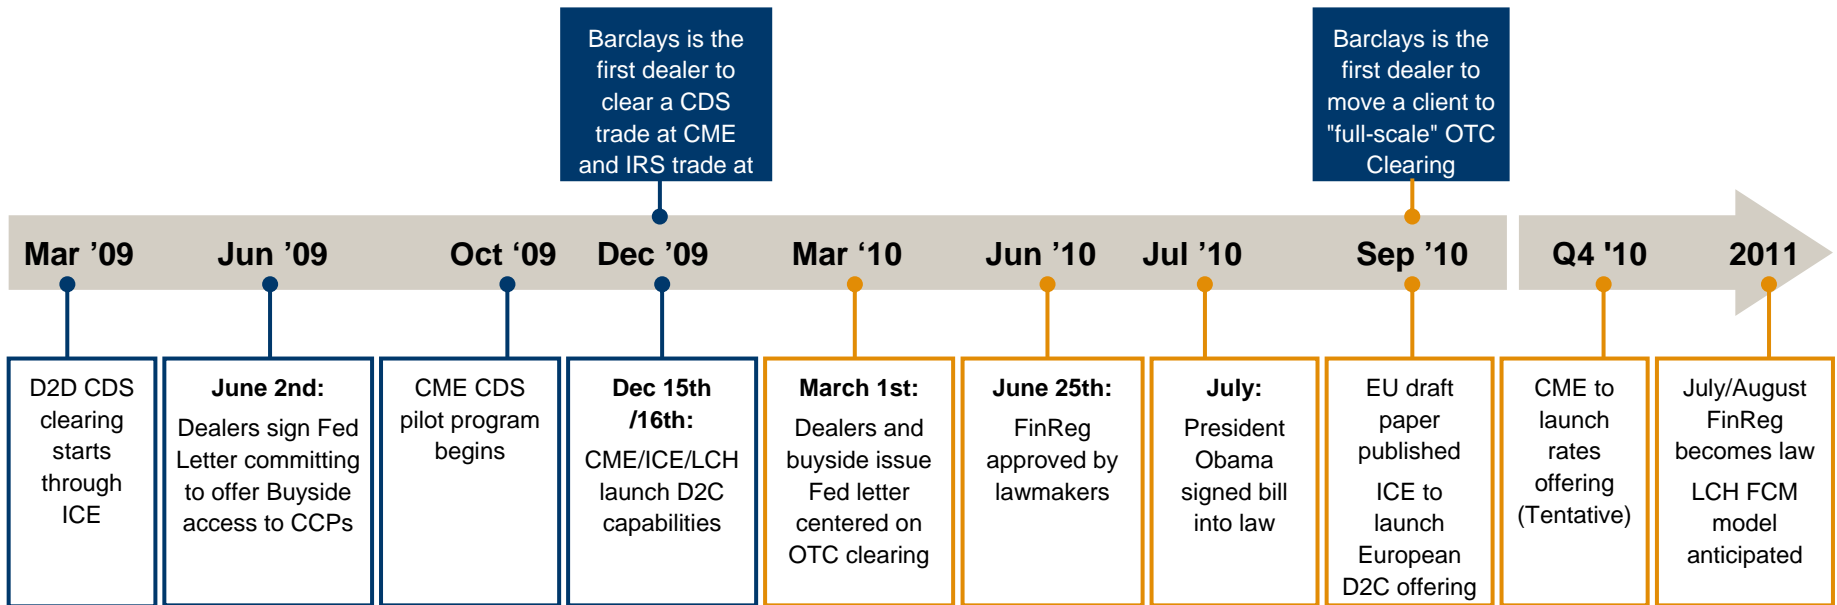 Barclays is the
first dealer to
clear a CDS
trade at CME
and IRS trade at
Barclays is the
first dealer to
move a client to
"full-scale" OTC
Clearing
Mar ’09
Jun ’09
Oct ‘09
Dec ’09
Mar ‘10
Jun ’10
Jul ’10
Sep ’10
Q4 '10
2011
D2D CDS
clearing
starts
through
ICE
June 2nd:
Dealers sign Fed
Letter committing
to offer Buyside
access to CCPs
CME CDS
pilot program
begins
Dec 15th
/16th:
CME/ICE/LCH
launch D2C
capabilities
March 1st:
Dealers and
buyside issue
Fed letter
centered on
OTC clearing
June 25th:
FinReg
approved by
lawmakers
July:
President
Obama
signed bill
into law
EU draft
paper
published
ICE to
launch
European
D2C offering
CME to
launch
rates
offering
(Tentative)
July/August
FinReg
becomes law
LCH FCM
model
anticipated